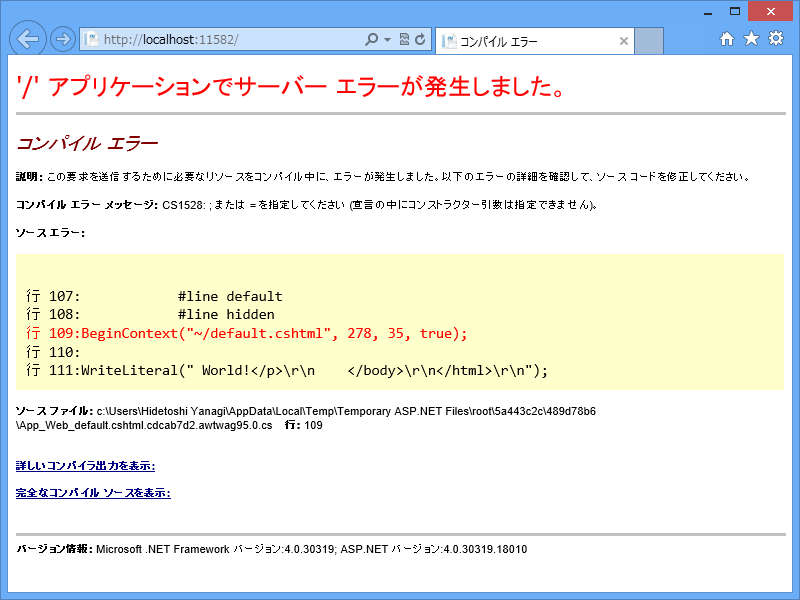 http://localhost:11582/
コンパイル エラー
'/' アプリケーションでサーバー エラーが発生しました。
コンパイル エラー
説明: この要求を送信するために必要なリソースをコンパイル中に、エラーが発生しました。以下のエラーの詳細を確認して、ソース コードを修正してください。
コンパイル エラー メッセージ: CS1528: ; または = を指定してください (宣言の中にコンストラクター引数は指定できません)。
ソース エラー:
行 107:            #line default
行 108:            #line hidden
行 109:BeginContext("~/default.cshtml", 278, 35, true);
行 110:
行 111:WriteLiteral(" World!</p>\r\n    </body>\r\n</html>\r\n");
ソース ファイル: c:\Users\Hidetoshi Yanagi\AppData\Local\Temp\Temporary ASP.NET Files\root\5a443c2c\489d78b6
\App_Web_default.cshtml.cdcab7d2.awtwag95.0.cs    行: 109
詳しいコンパイラ出力を表示:
完全なコンパイル ソースを表示:
バージョン情報: Microsoft .NET Framework バージョン:4.0.30319; ASP.NET バージョン:4.0.30319.18010